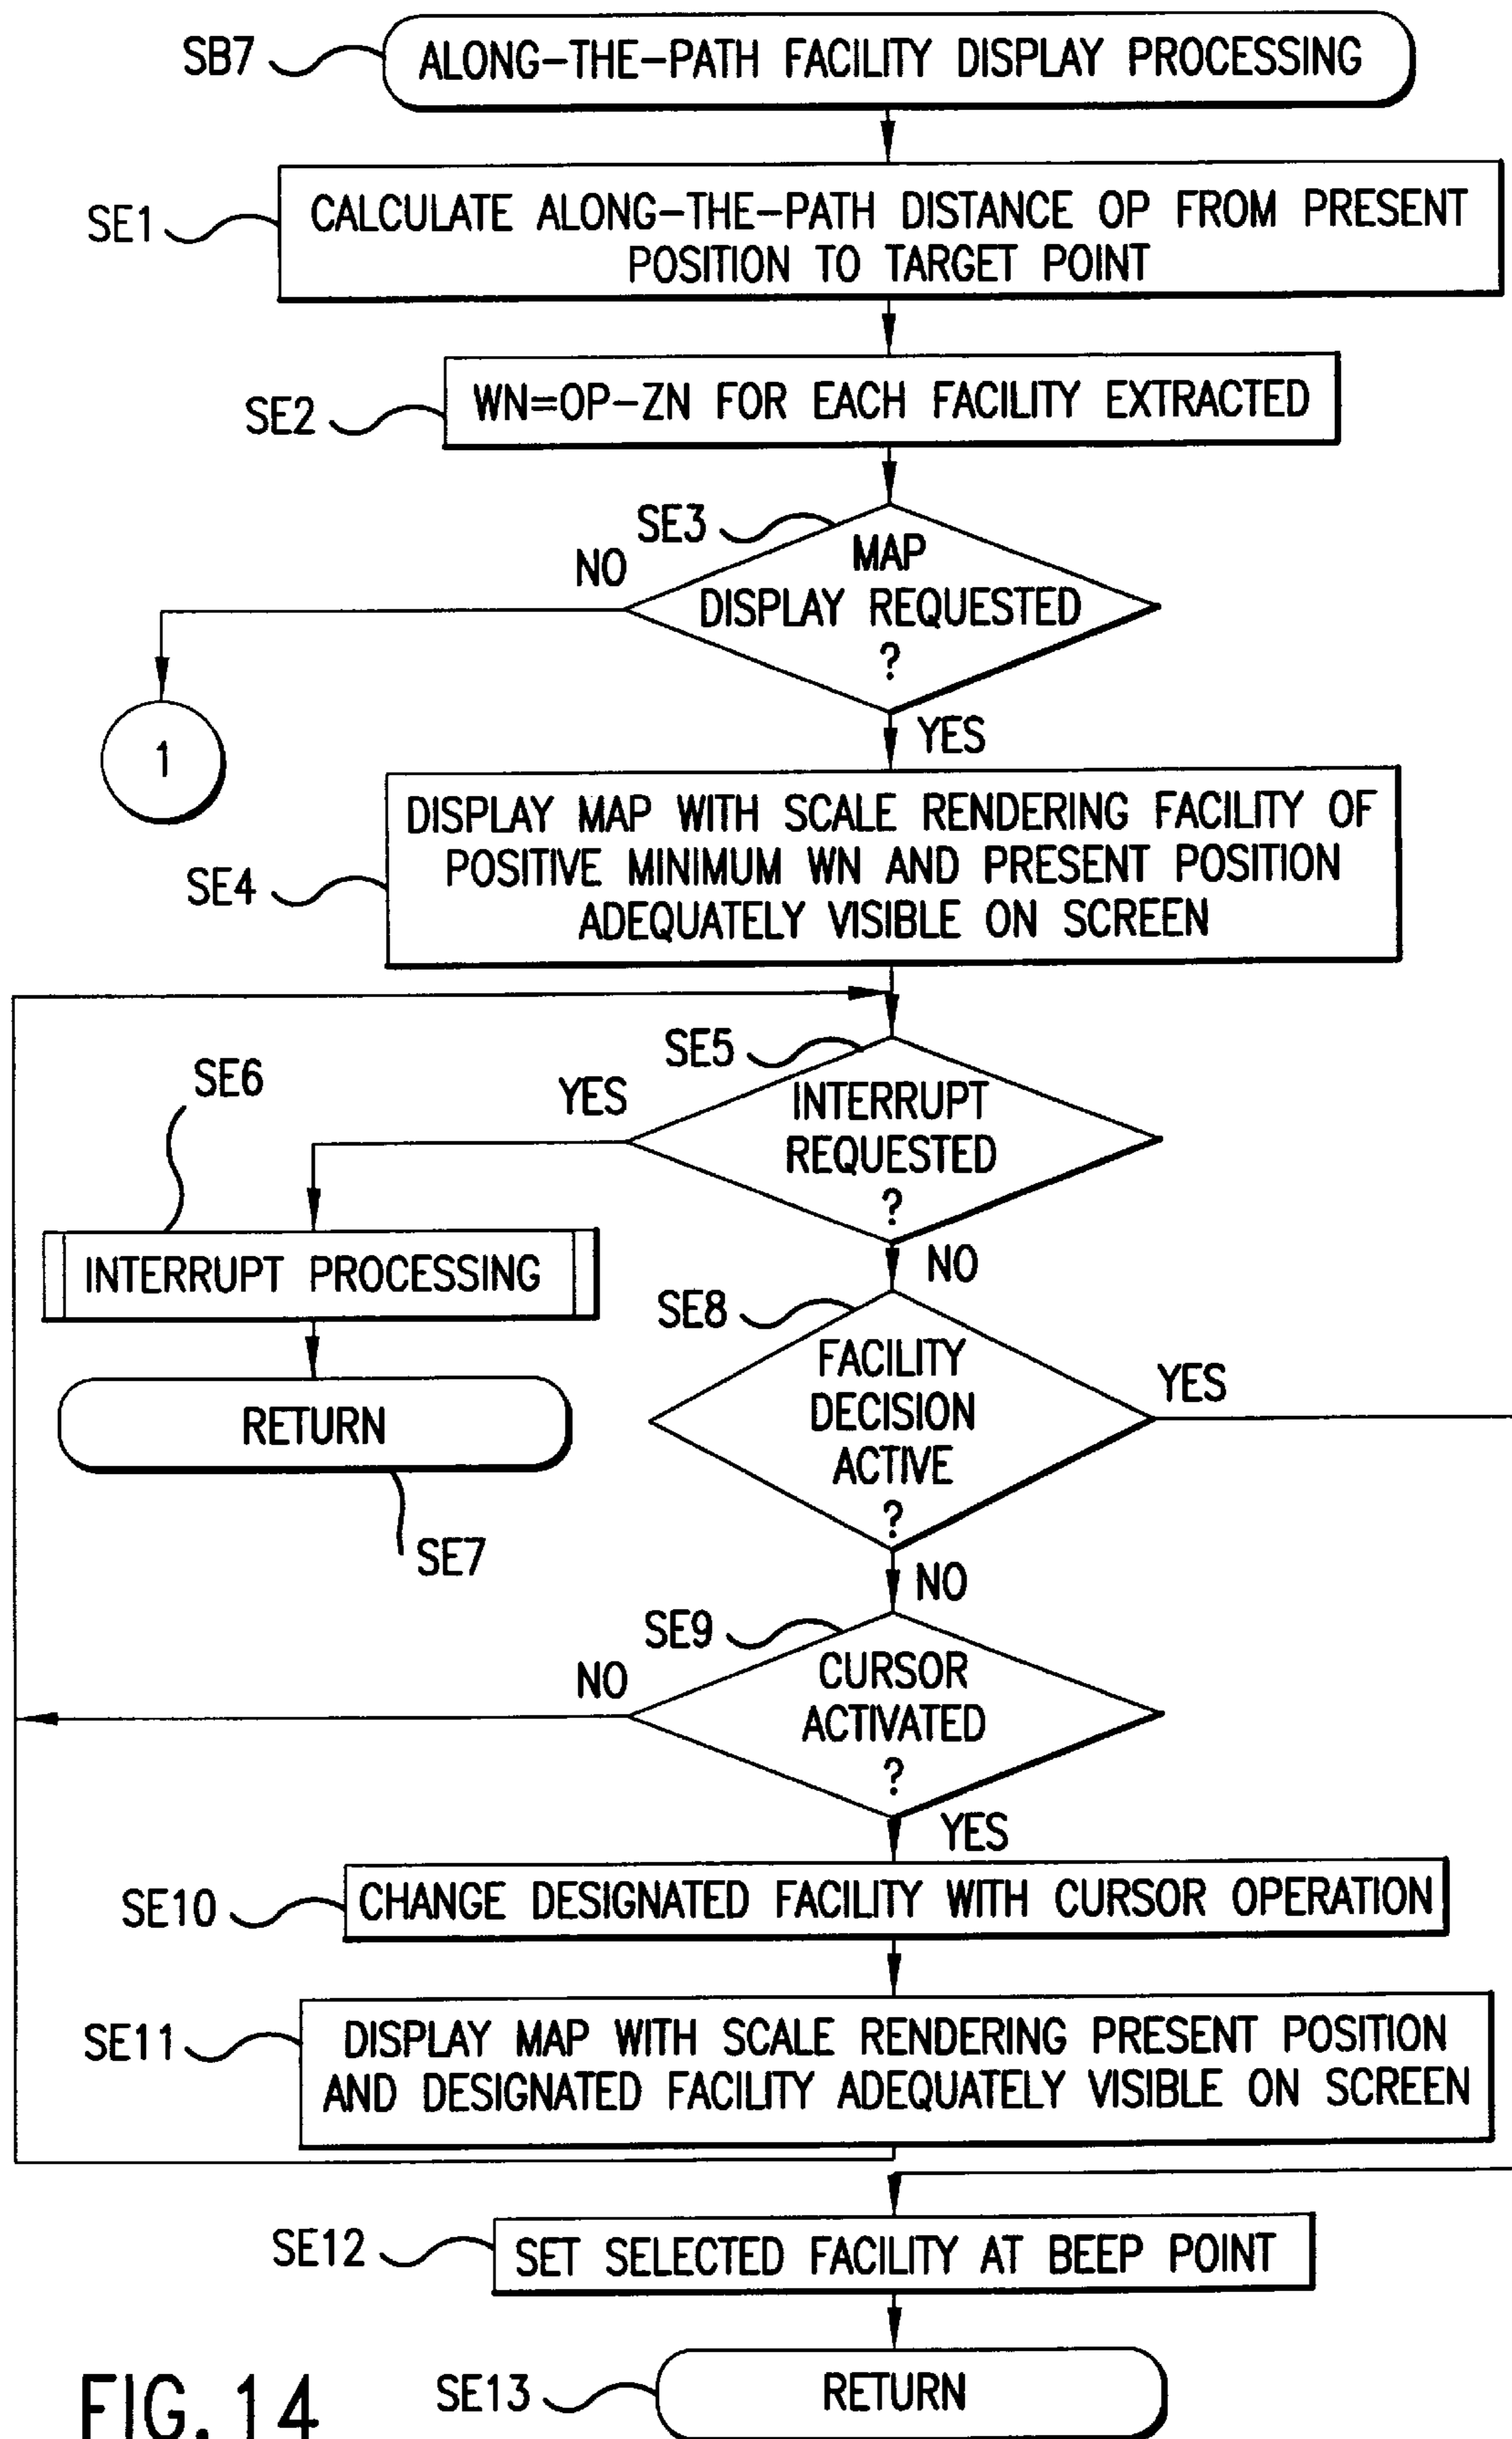 SB7
ALONG-THE-PATH FACILITY DISPLAY PROCESSING
SE1
CALCULATE ALONG-THE-PATH DISTANCE OP FROM PRESENT
POSITION TO TARGET POINT
SE2
WN=OP-ZN FOR EACH FACILITY EXTRACTED
SE3
MAP
DISPLAY REQUESTED
?
NO
1
YES
SE4
DISPLAY MAP WITH SCALE RENDERING FACILITY OF
POSITIVE MINIMUM WN AND PRESENT POSITION
ADEQUATELY VISIBLE ON SCREEN
SE5
INTERRUPT
REQUESTED
?
YES
SE6
INTERRUPT PROCESSING
RETURN
SE7
NO
SE8
FACILITY
DECISION
ACTIVE
?
YES
NO
SE9
CURSOR
ACTIVATED
?
NO
YES
SE10
CHANGE DESIGNATED FACILITY WITH CURSOR OPERATION
SE11
DISPLAY MAP WITH SCALE RENDERING PRESENT POSITION
AND DESIGNATED FACILITY ADEQUATELY VISIBLE ON SCREEN
SE12
SET SELECTED FACILITY AT BEEP POINT
SE13
RETURN
FIG. 14